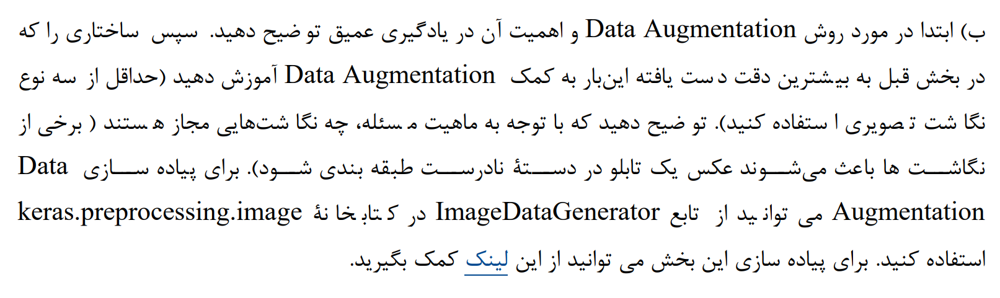 ب) ابتدا در مورد روش Data Augmentation و اهمیت آن در یادگیری عمیق توضیح دهید. سپس ساختاری را که
در بخش قبل به بیشترین دقت دست یافته این‌بار به کمک Data Augmentation آموزش دهید (حداقل از سه نوع
نگاشت تصویری استفاده کنید). توضیح دهید که با توجه به ماهیت مسئله، چه نگاشت‌هایی مجاز هستند ( برخی از
نگاشت ها باعث می‌شوند عکس یک تابلو در دستهٔ نادرست طبقه بندی شود). برای پیاده سازی Data
Augmentation می توانید از تابع ImageDataGenerator در کتابخانهٔ keras.preprocessing.image
استفاده کنید. برای پیاده سازی این بخش می توانید از این لینک کمک بگیرید.